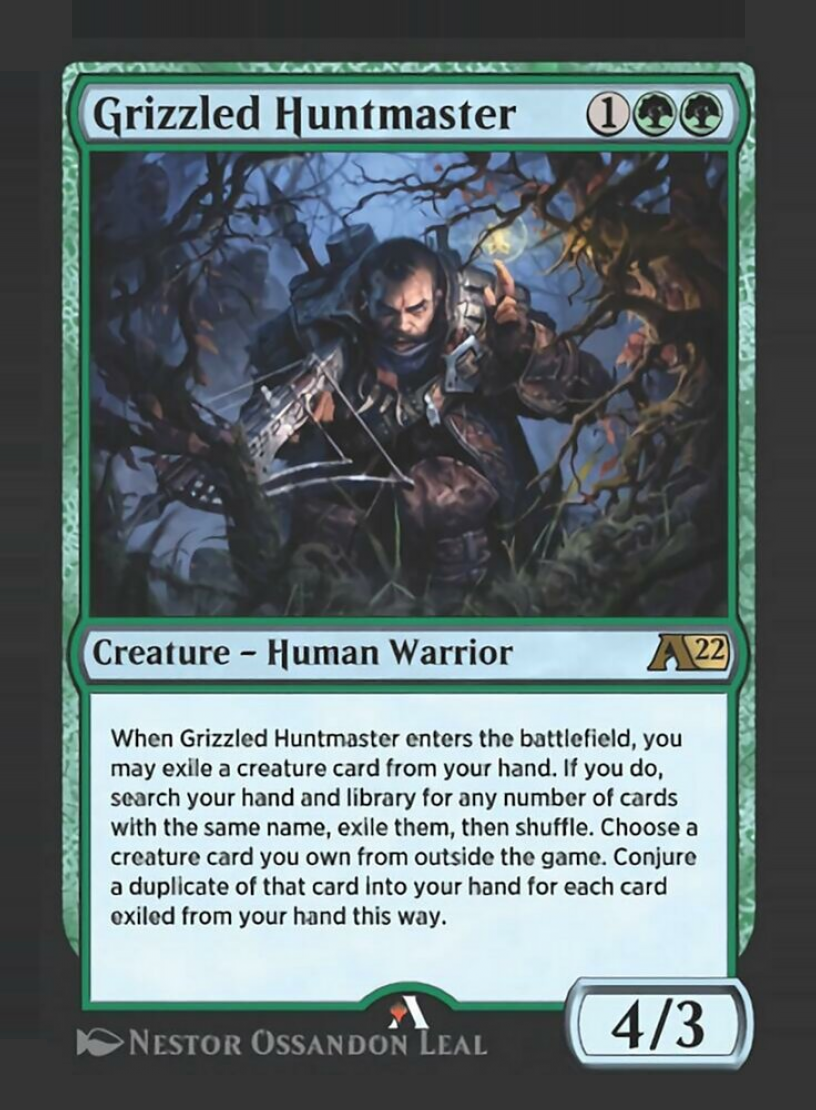 Grizzled Huntmaster 1
Creature – Human Warrior A22
When Grizzled Huntmaster enters the battlefield, you
may exile a creature card from your hand. If you do,
search your hand and library for any number of cards
with the same name, exile them, then shuffle. Choose a
creature card you own from outside the game. Conjure
a duplicate of that card into your hand for each card
exiled from your hand this way.
4/3
Nestor Ossandon Leal